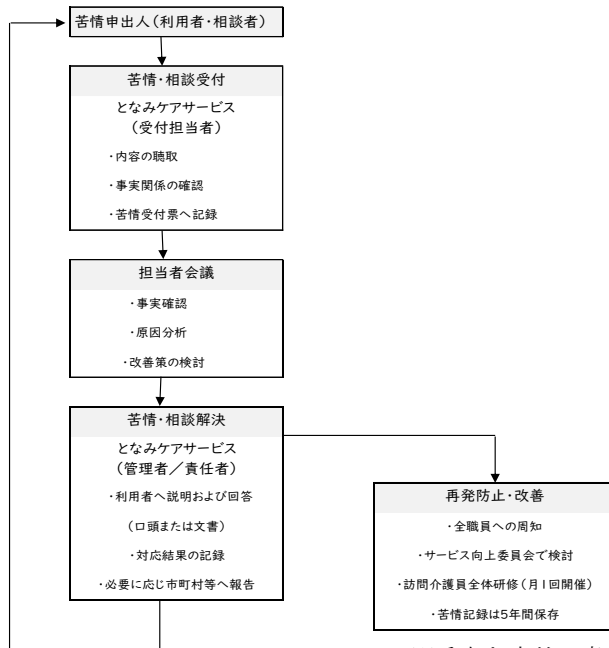 苦情申出人（利用者・相談者）
苦情・相談受付
となみケアサービス
（受付担当者）
・内容の聴取
・事実関係の確認
・苦情受付票へ記録
担当者会議
・事実確認
・原因分析
・改善策の検討
苦情・相談解決
となみケアサービス
（管理者／責任者）
・利用者へ説明および回答
（口頭または文書）
・対応結果の記録
・必要に応じ市町村等へ報告
再発防止・改善
・全職員への周知
・サービス向上委員会で検討
・訪問介護員全体研修（月1回開催）
・苦情記録は5年間保存